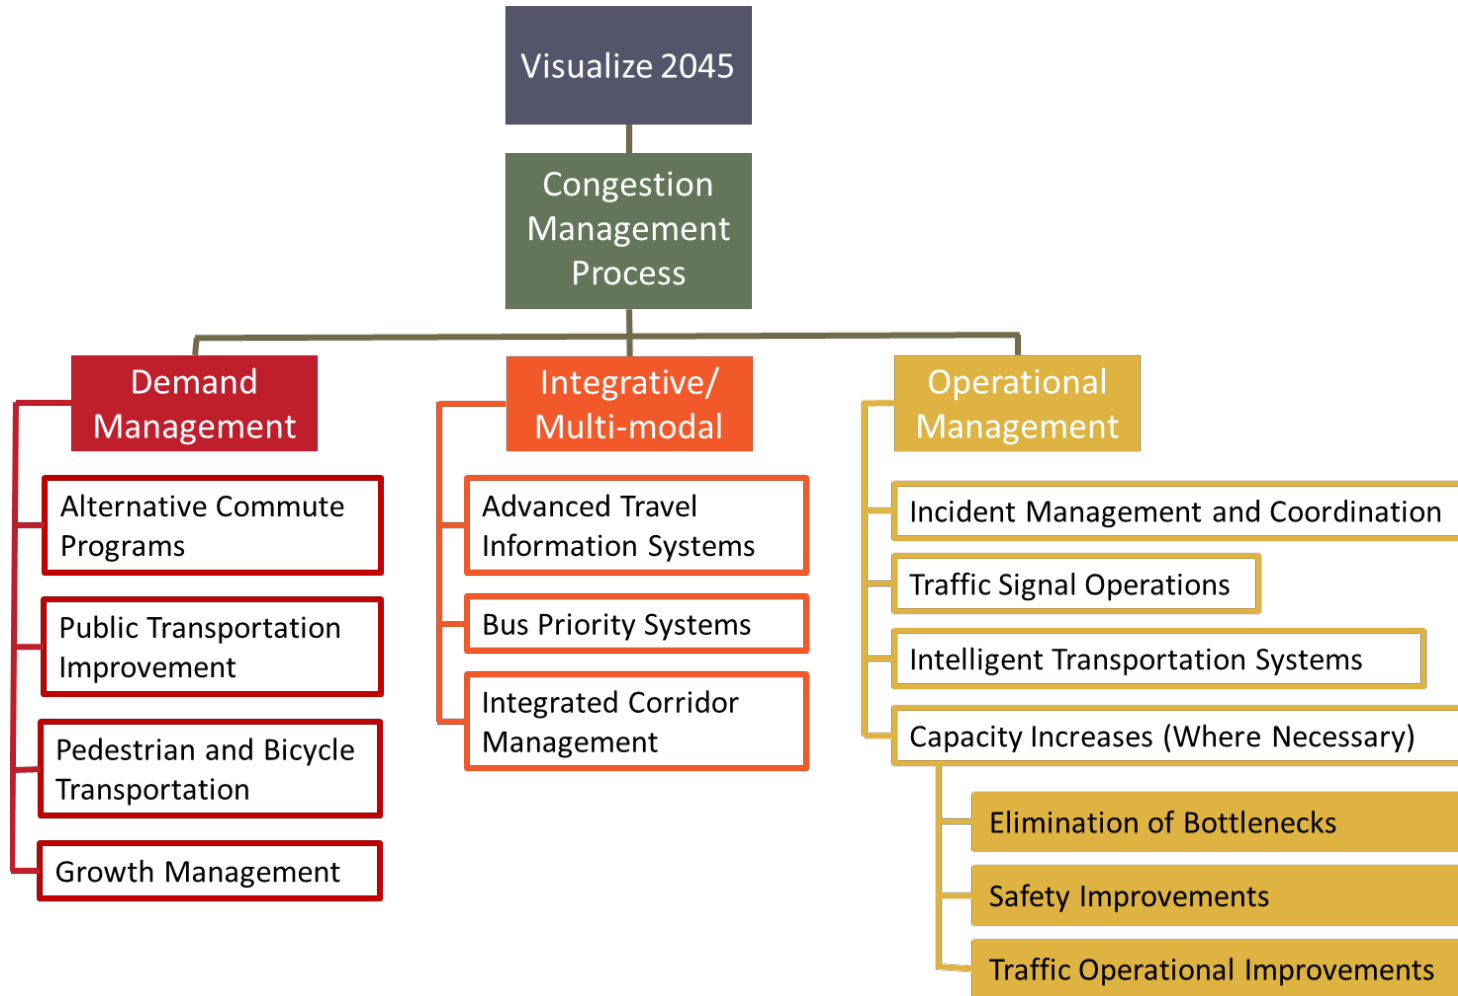 Visualize 2045
Congestion
Management
Process
Demand
Management
Alternative Commute
Programs
Public Transportation
Improvement
Pedestrian and Bicycle
Transportation
Growth Management
Integrative/
Multi-modal
Advanced Travel
Information Systems
Bus Priority Systems
Integrated Corridor
Management
Operational
Management
Incident Management and Coordination
Traffic Signal Operations
Intelligent Transportation Systems
Capacity Increases (Where Necessary)
Elimination of Bottlenecks
Safety Improvements
Traffic Operational Improvements